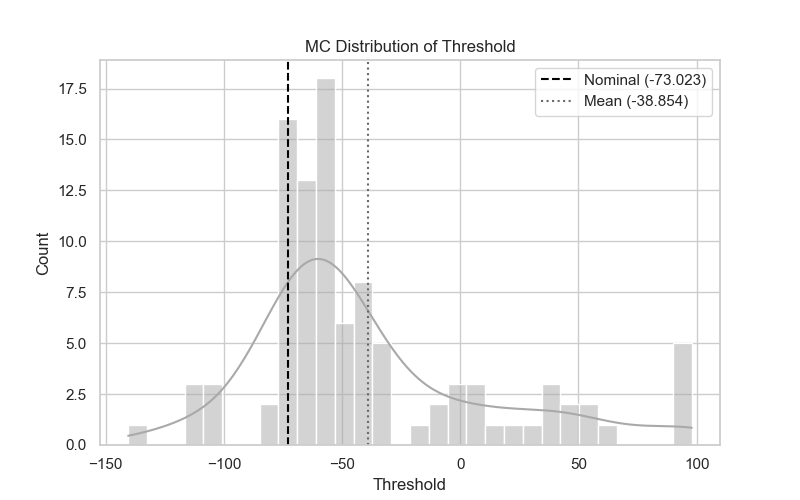 MC Distribution of Threshold
Nominal (-73.023)
Mean (-38.854)
17.5
15.0
12.5
10.0
7.5
5.0
2.5
0.0
Count
−150
−100
−50
0
50
100
Threshold